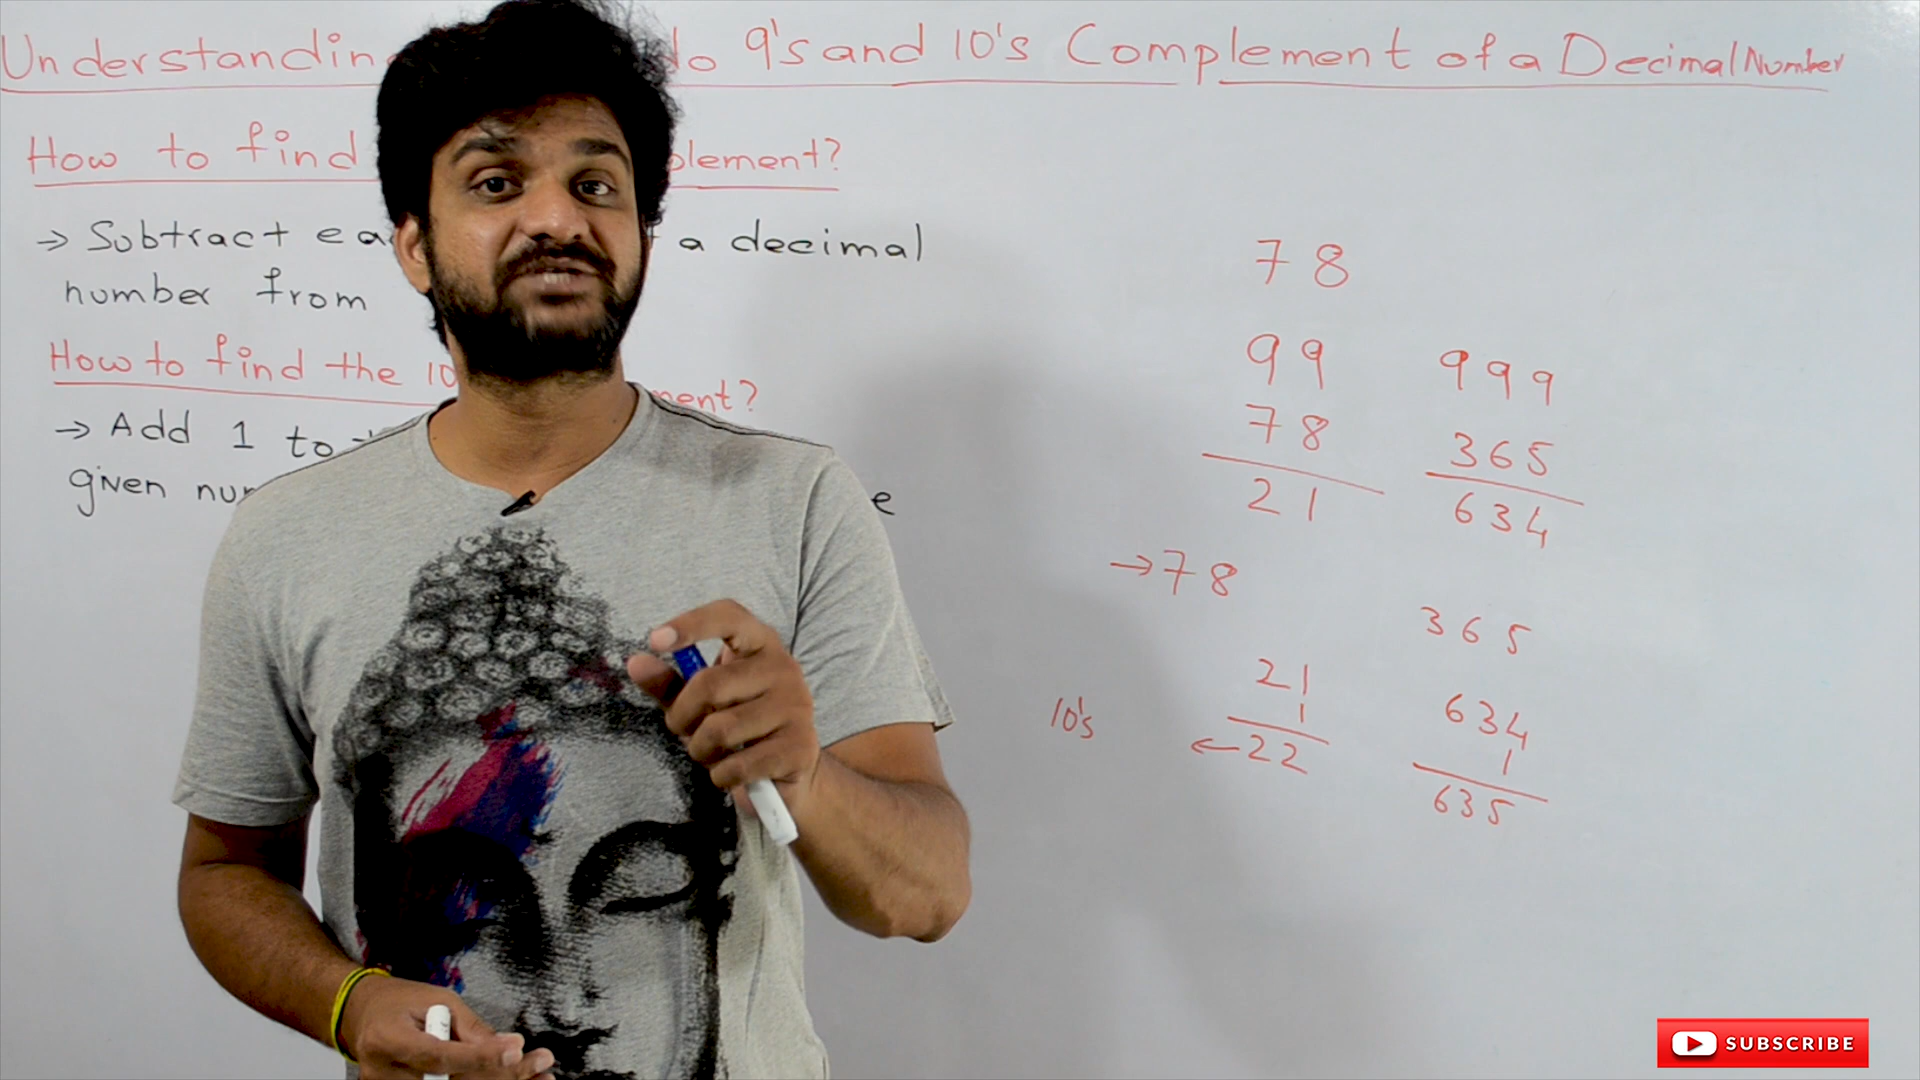 Understanding do 9's and 10's Complement of a Decimal Number
How to find plement?
→ Subtract a decimal
number from
How to find the 10 ment?
→ Add 1 to
given
78
99
78
21
999
365
634
→78
365
10's
21
1
←22
634
1
635
SUBSCRIBE